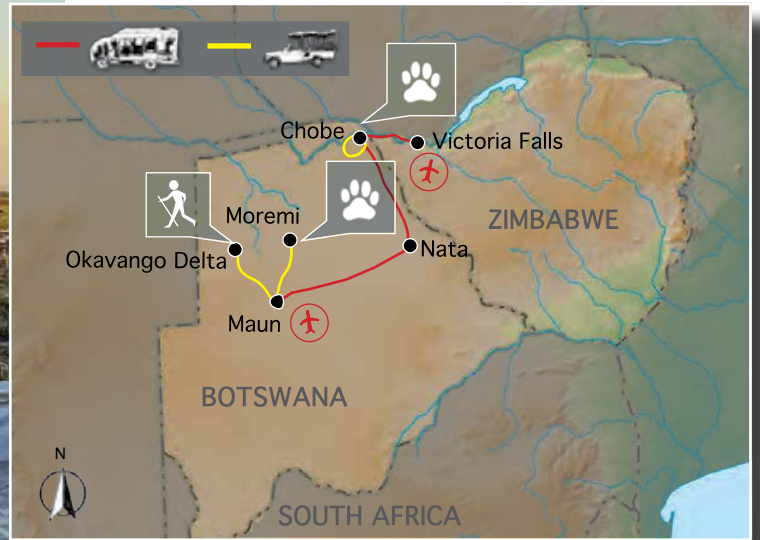 Chobe
Victoria Falls
Moremi
ZIMBABWE
Okavango Delta
Nata
Maun
BOTSWANA
N
SOUTH AFRICA